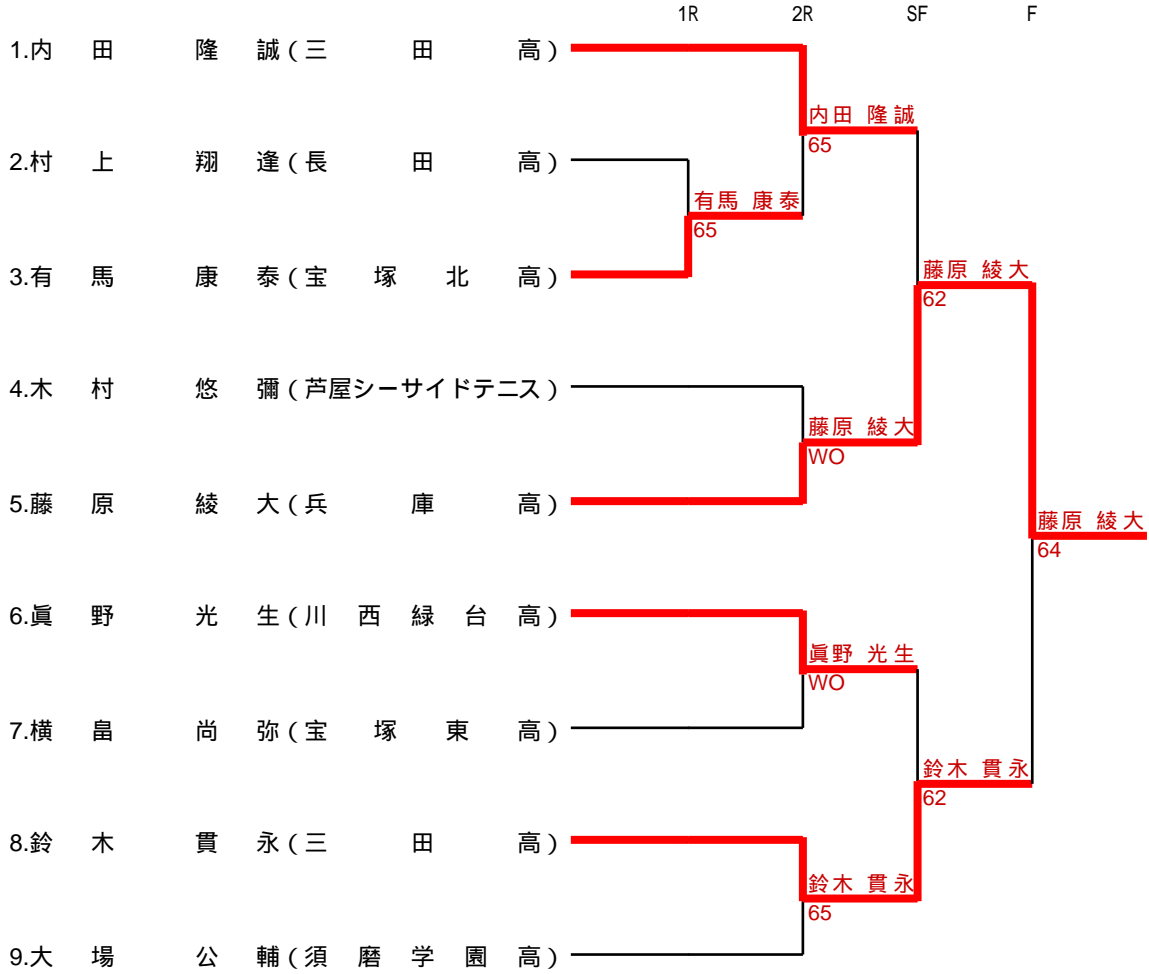 1R 2R SF F
1.内田 隆誠(三田高)
内田 隆誠
65
2.村上 翔逢(長田高)
有馬 康泰
65
3.有馬 康泰(宝塚北高)
藤原 綾大
62
4.木村 悠彌(芦屋シーサイドテニス)
藤原 綾大
WO
5.藤原 綾大(兵庫高)
藤原 綾大
64
6.眞野 光生(川西緑台高)
眞野 光生
WO
7.横畠 尚弥(宝塚東高)
鈴木 貫永
62
8.鈴木 貫永(三田高)
鈴木 貫永
65
9.大場 公輔(須磨学園高)